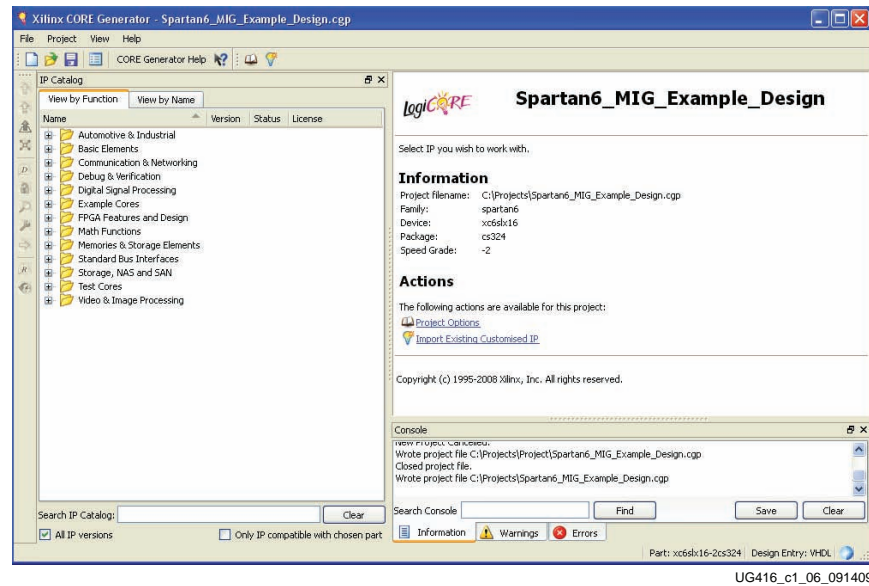 Xilinx CORE Generator - Spartan6_MIG_Example_Design.cgp
File Project View Help
CORE Generator Help
IP Catalog
View by Function View by Name
Name Version Status License
Automotive & Industrial
Basic Elements
Communication & Networking
Debug & Verification
Digital Signal Processing
Example Cores
FPGA Features and Design
Math Functions
Memories & Storage Elements
Standard Bus Interfaces
Storage, NAS and SAN
Test Cores
Video & Image Processing
Search IP Catalog: Clear
All IP versions Only IP compatible with chosen part
LogiCORE Spartan6_MIG_Example_Design
Select IP you wish to work with.
Information
Project filename: C:\Projects\Spartan6_MIG_Example_Design.cgp
Family: spartan6
Device: xc6slx16
Package: cs324
Speed Grade: -2
Actions
The following actions are available for this project:
Project Options
Import Existing Customised IP
Copyright (c) 1995-2008 Xilinx, Inc. All rights reserved.
Console
New Project Cancelled.
Wrote project file C:\Projects\Project\Spartan6_MIG_Example_Design.cgp
Closed project file.
Wrote project file C:\Projects\Spartan6_MIG_Example_Design.cgp
Search Console Find Save Clear
Information Warnings Errors
Part: xc6slx16-2cs324 Design Entry: VHDL
UG416_c1_06_091409